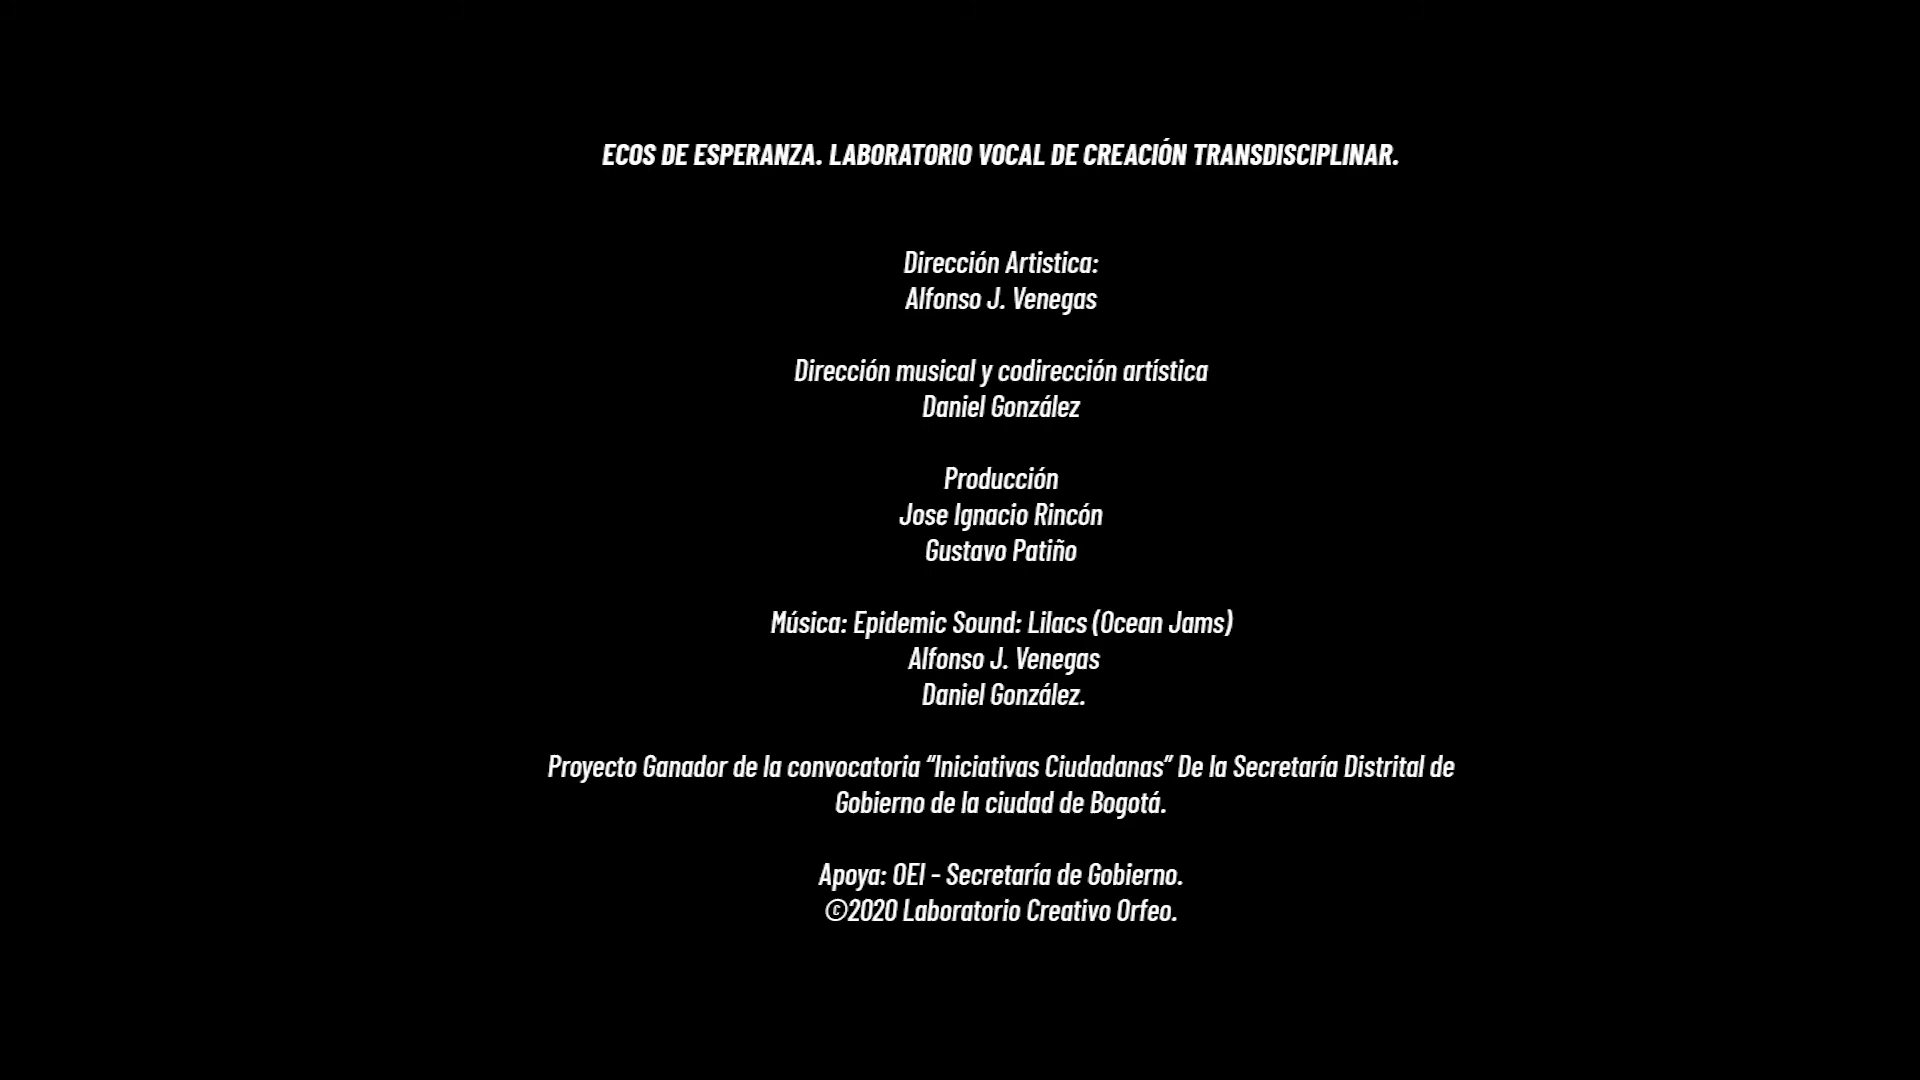 ECOS DE ESPERANZA. LABORATORIO VOCAL DE CREACIÓN TRANSDISCIPLINAR.
Dirección Artistica:
Alfonso J. Venegas
Dirección musical y codirección artística
Daniel González
Producción
Jose Ignacio Rincón
Gustavo Patiño
Música: Epidemic Sound: Lilacs (Ocean Jams)
Alfonso J. Venegas
Daniel González.
Proyecto Ganador de la convocatoria “Iniciativas Ciudadanas” De la Secretaría Distrital de
Gobierno de la ciudad de Bogotá.
Apoya: OEI - Secretaría de Gobierno.
©2020 Laboratorio Creativo Orfeo.